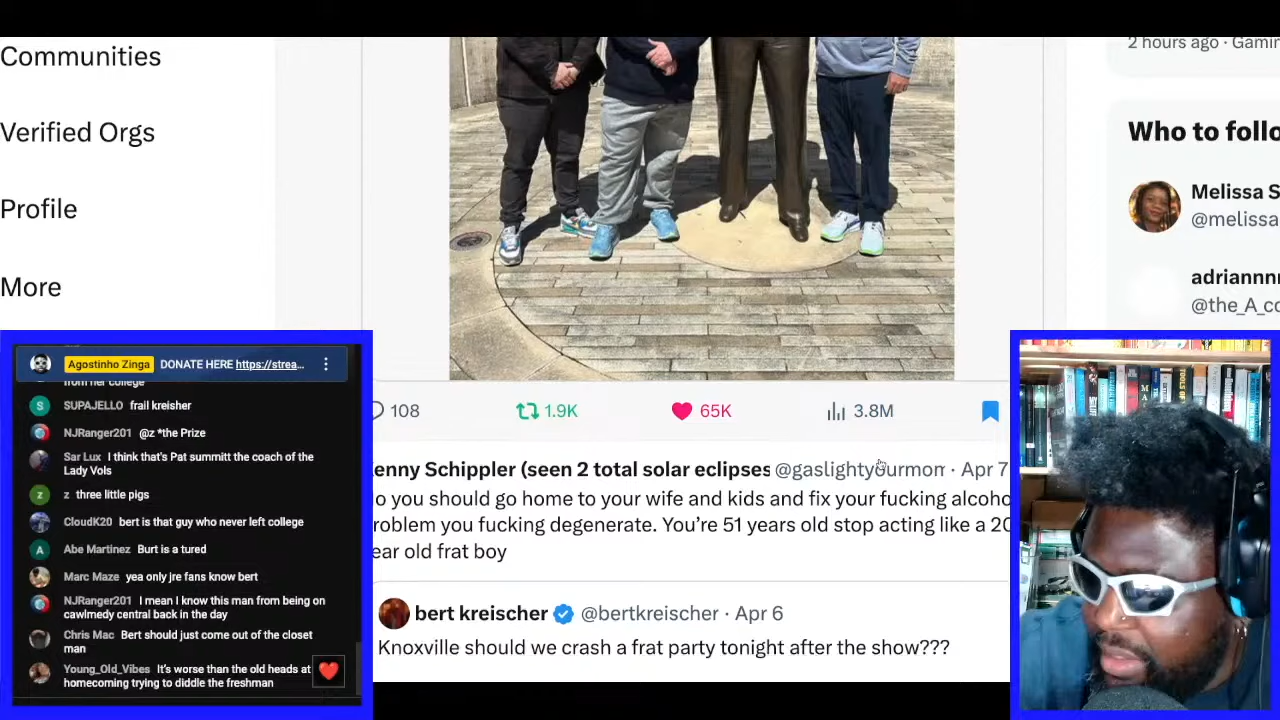 Communities
Verified Orgs
Profile
More
2 hours ago · Gamin
Who to follo
Melissa S
@melissa
adriannn
@the_A_co
108
1.9K
65K
3.8M
enny Schippler (seen 2 total solar eclipses @gaslightyourmom · Apr 7
o you should go home to your wife and kids and fix your fucking alcoho
roblem you fucking degenerate. You're 51 years old stop acting like a 20
ear old frat boy
bert kreischer @bertkreischer · Apr 6
Knoxville should we crash a frat party tonight after the show???
Agostinho Zinga DONATE HERE https://strea...
from her college
SUPAJELLO frail kreisher
NJRanger201 @z *the Prize
Sar Lux I think that's Pat summitt the coach of the
Lady Vols
z three little pigs
CloudK20 bert is that guy who never left college
Abe Martinez Burt is a tured
Marc Maze yea only jre fans know bert
NJRanger201 I mean I know this man from being on
cawlmedy central back in the day
Chris Mac Bert should just come out of the closet
man
Young_Old_Vibes It's worse than the old heads at
homecoming trying to diddle the freshman